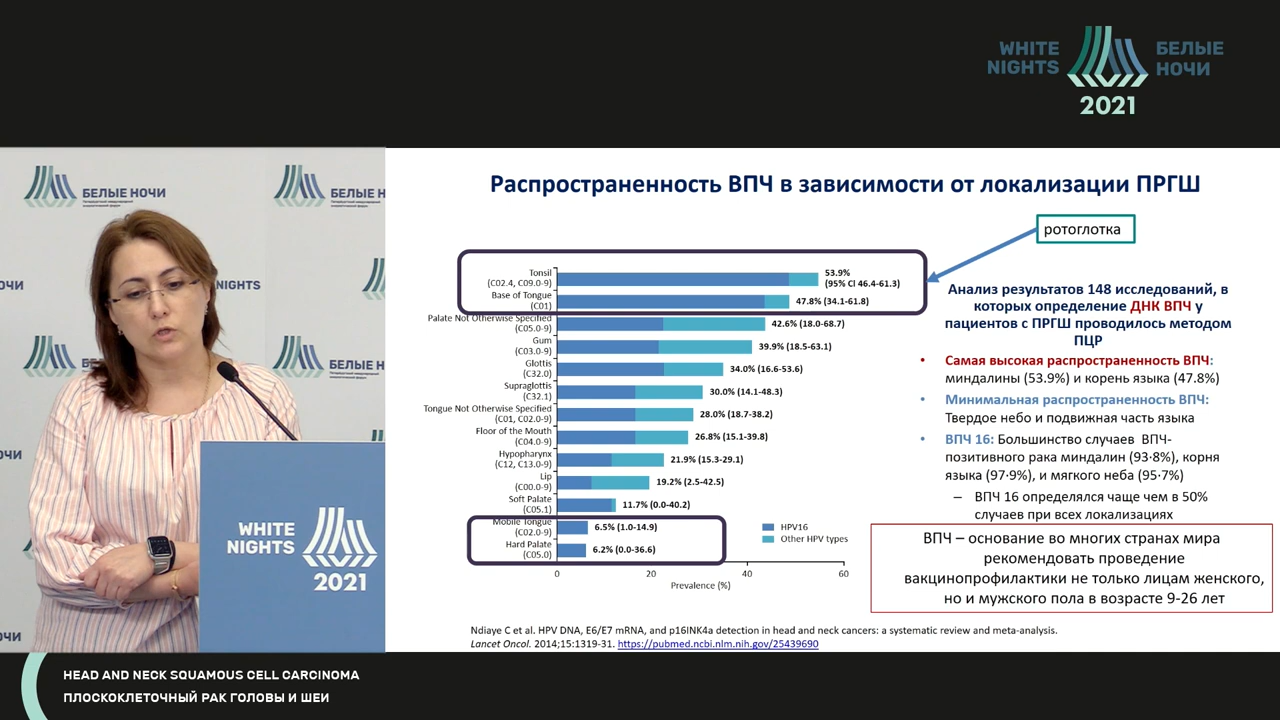 WHITE
NIGHTS
БЕЛЫЕ
НОЧИ
2021
БЕЛЫЕ НОЧИ
БЕЛЫЕ Н
НОЧИ
WHITE
NIGHTS
2021
Распространенность ВПЧ в зависимости от локализации ПРГШ
ротоглотка
Tonsil
(C02.4, C09.0-9)
53.9%
(95% CI 46.4-61.3)
Base of Tongue
(C01)
47.8% (34.1-61.8)
Palate Not Otherwise Specified
(C05.0-9)
42.6% (18.0-68.7)
Gum
(C03.0-9)
39.9% (18.5-63.1)
Glottis
(C32.0)
34.0% (16.6-53.6)
Supraglottis
(C32.1)
30.0% (14.1-48.3)
Tongue Not Otherwise Specified
(C01, C02.0-9)
28.0% (18.7-38.2)
Floor of the Mouth
(C04.0-9)
26.8% (15.1-39.8)
Hypopharynx
(C12, C13.0-9)
21.9% (15.3-29.1)
Lip
(C00.0-9)
19.2% (2.5-42.5)
Soft Palate
(C05.1)
11.7% (0.0-40.2)
Mobile Tongue
(C02.0-9)
6.5% (1.0-14.9)
Hard Palate
(C05.0)
6.2% (0.0-36.6)
HPV16
Other HPV types
0 20 40 60
Prevalence (%)
Анализ результатов 148 исследований, в
которых определение ДНК ВПЧ у
пациентов с ПРГШ проводилось методом
ПЦР
• Самая высокая распространенность ВПЧ:
миндалины (53.9%) и корень языка (47.8%)
• Минимальная распространенность ВПЧ:
Твердое небо и подвижная часть языка
• ВПЧ 16: Большинство случаев ВПЧ-
позитивного рака миндалин (93·8%), корня
языка (97·9%), и мягкого неба (95·7%)
– ВПЧ 16 определялся чаще чем в 50%
случаев при всех локализациях
ВПЧ – основание во многих странах мира
рекомендовать проведение
вакцинопрофилактики не только лицам женского,
но и мужского пола в возрасте 9-26 лет
Ndiaye C et al. HPV DNA, E6/E7 mRNA, and p16INK4a detection in head and neck cancers: a systematic review and meta-analysis.
Lancet Oncol. 2014;15:1319-31. https://pubmed.ncbi.nlm.nih.gov/25439690
HEAD AND NECK SQUAMOUS CELL CARCINOMA
ПЛОСКОКЛЕТОЧНЫЙ РАК ГОЛОВЫ И ШЕИ